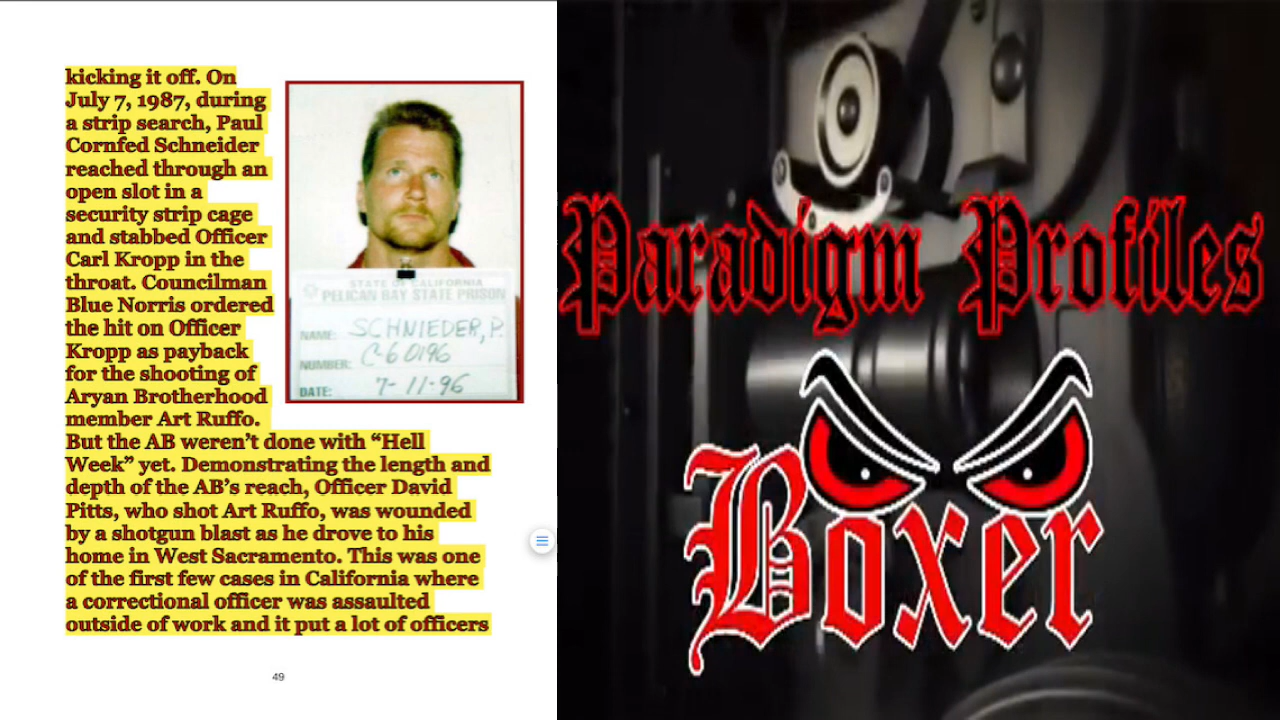 kicking it off. On
July 7, 1987, during
a strip search, Paul
Cornfed Schneider
reached through an
open slot in a
security strip cage
and stabbed Officer
Carl Kropp in the
throat. Councilman
Blue Norris ordered
the hit on Officer
Kropp as payback
for the shooting of
Aryan Brotherhood
member Art Ruffo.
But the AB weren’t done with “Hell
Week” yet. Demonstrating the length and
depth of the AB’s reach, Officer David
Pitts, who shot Art Ruffo, was wounded
by a shotgun blast as he drove to his
home in West Sacramento. This was one
of the first few cases in California where
a correctional officer was assaulted
outside of work and it put a lot of officers
49
STATE OF CALIFORNIA
PELICAN BAY STATE PRISON
NAME: SCHNIEDER, P.
NUMBER: C-60196
DATE: 7-11-96
Paradigm Profiles
Boxer